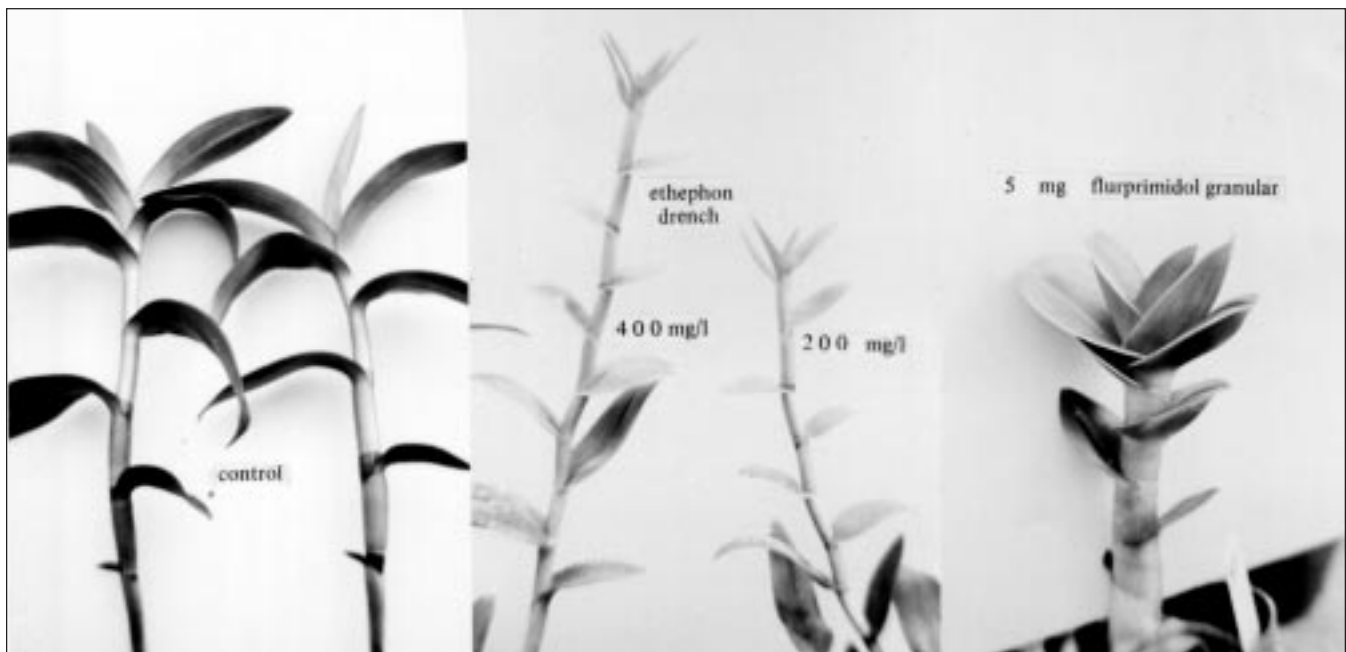 control
ethephon
drench
400 mg/l
200 mg/l
5 mg flurprimidol granular